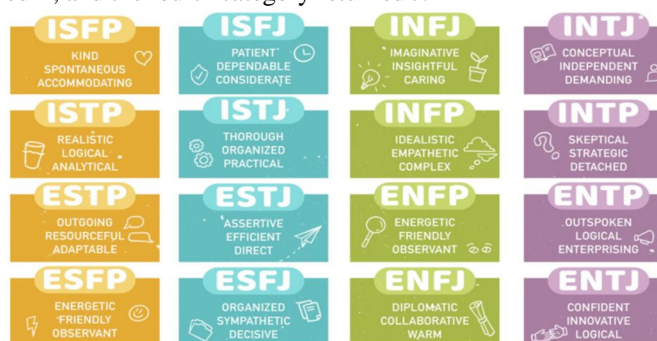 and the category
ISFP
KIND
SPONTANEOUS
ACCOMMODATING
ISFJ
PATIENT
DEPENDABLE
CONSIDERATE
INFJ
IMAGINATIVE
INSIGHTFUL
CARING
INTJ
CONCEPTUAL
INDEPENDENT
DEMANDING
ISTP
REALISTIC
LOGICAL
ANALYTICAL
ISTJ
THOROUGH
ORGANIZED
PRACTICAL
INFP
IDEALISTIC
EMPATHETIC
COMPLEX
INTP
SKEPTICAL
STRATEGIC
DETACHED
ESTP
OUTGOING
RESOURCEFUL
ADAPTABLE
ESTJ
ASSERTIVE
EFFICIENT
DIRECT
ENFP
ENERGETIC
FRIENDLY
OBSERVANT
ENTP
OUTSPOKEN
LOGICAL
ENTERPRISING
ESFP
ENERGETIC
FRIENDLY
OBSERVANT
ESFJ
ORGANIZED
SYMPATHETIC
DECISIVE
ENFJ
DIPLOMATIC
COLLABORATIVE
WARM
ENTJ
CONFIDENT
INNOVATIVE
LOGICAL